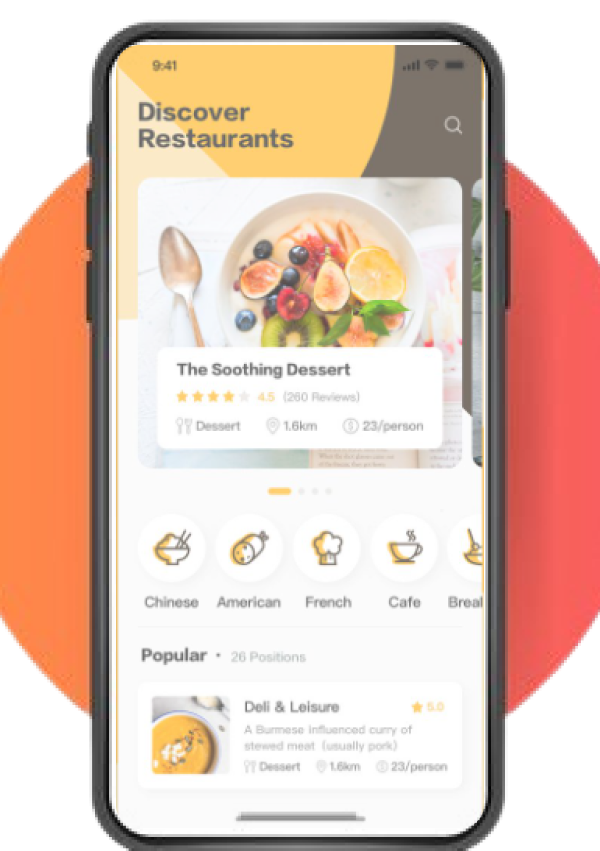 9:41
Discover
Restaurants
The Soothing Dessert
4.5 (260 Reviews)
Dessert 1.6km 23/person
Chinese American French Cafe Breal
Popular • 26 Positions
Deli & Leisure 5.0
A Burmese influenced curry of
stewed meat (usually pork)
Dessert 1.6km 23/person